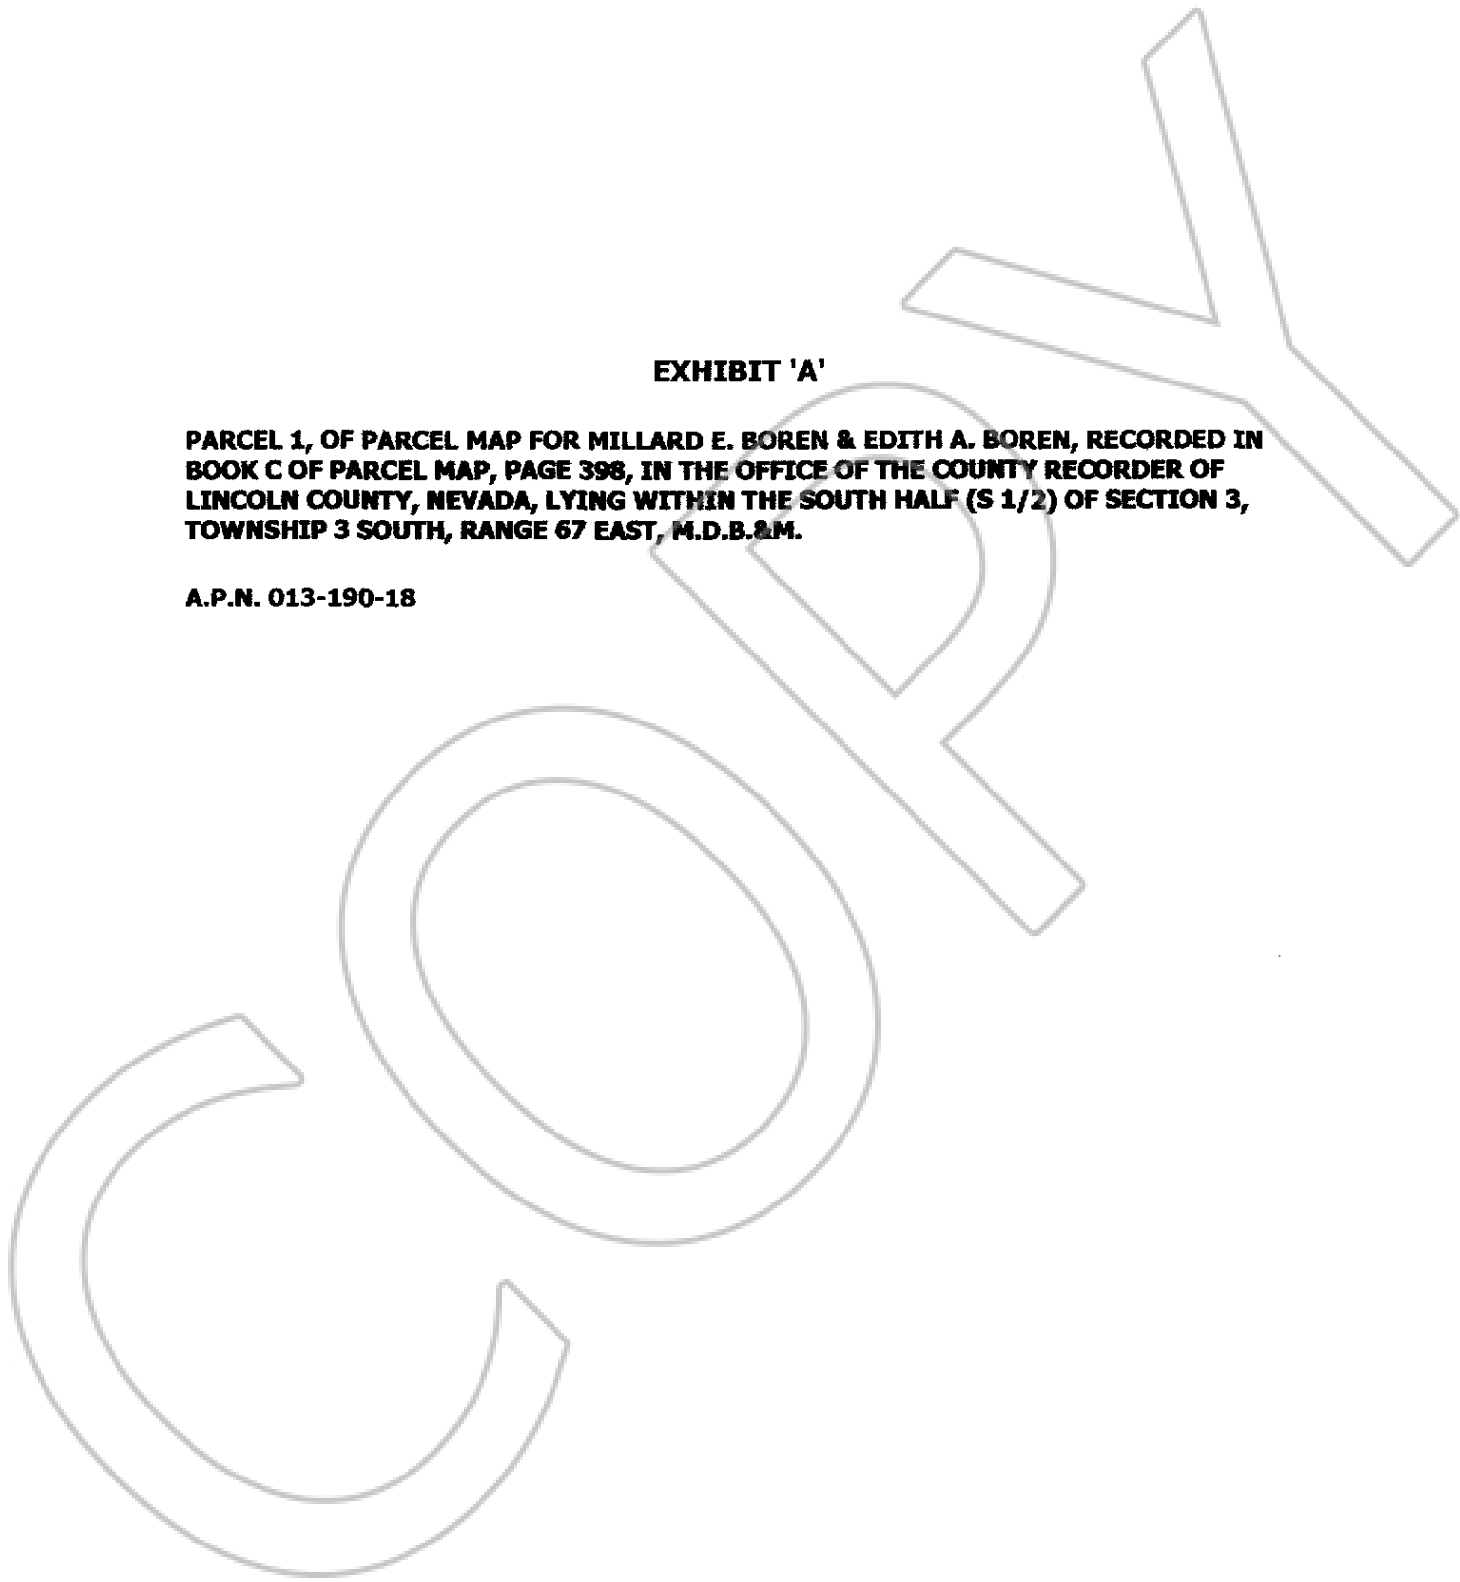 EXHIBIT 'A'
PARCEL 1, OF PARCEL MAP FOR MILLARD E. BOREN & EDITH A. BOREN, RECORDED IN
BOOK C OF PARCEL MAP, PAGE 398, IN THE OFFICE OF THE COUNTY RECORDER OF
LINCOLN COUNTY, NEVADA, LYING WITHIN THE SOUTH HALF (S 1/2) OF SECTION 3,
TOWNSHIP 3 SOUTH, RANGE 67 EAST, M.D.B.&M.
A.P.N. 013-190-18
COPY